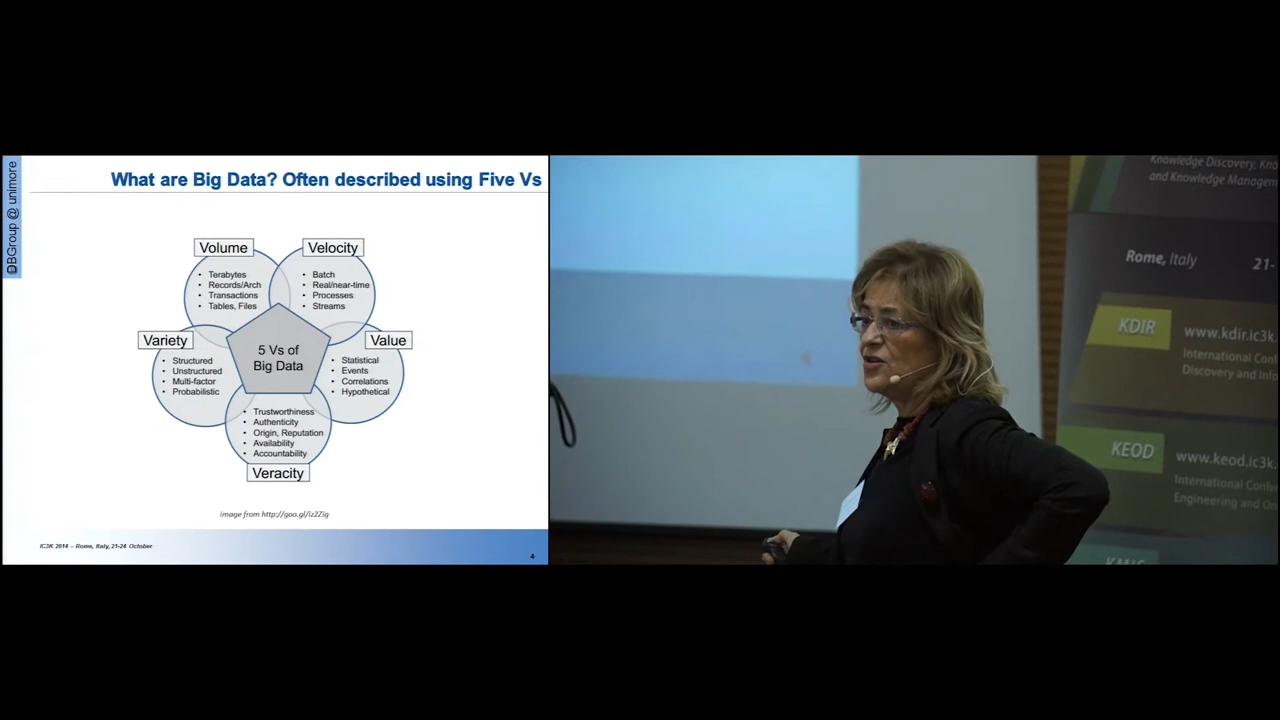 DBGroup @ unimore
What are Big Data? Often described using Five Vs
Volume
• Terabytes
• Records/Arch
• Transactions
• Tables, Files
Velocity
• Batch
• Real/near-time
• Processes
• Streams
Variety
• Structured
• Unstructured
• Multi-factor
• Probabilistic
5 Vs of
Big Data
Value
• Statistical
• Events
• Correlations
• Hypothetical
• Trustworthiness
• Authenticity
• Origin, Reputation
• Availability
• Accountability
Veracity
image from http://goo.gl/iz2Zig
IC3K 2014 – Rome, Italy, 21-24 October
4
Knowledge Discovery, Kno
and Knowledge Managem
Rome, Italy 21-
KDIR www.kdir.ic3k.
International Conf
Discovery and Info
KEOD www.keod.ic3k
International Confe
Engineering and On
KMIS